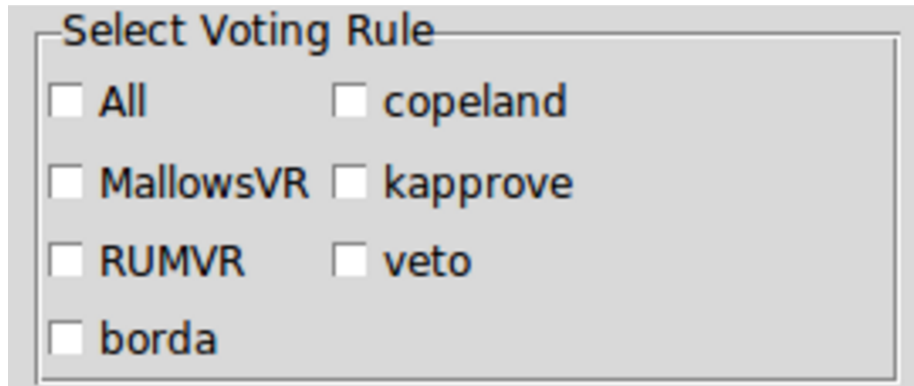 Select Voting Rule
All copeland
MallowsVR kapprove
RUMVR veto
borda